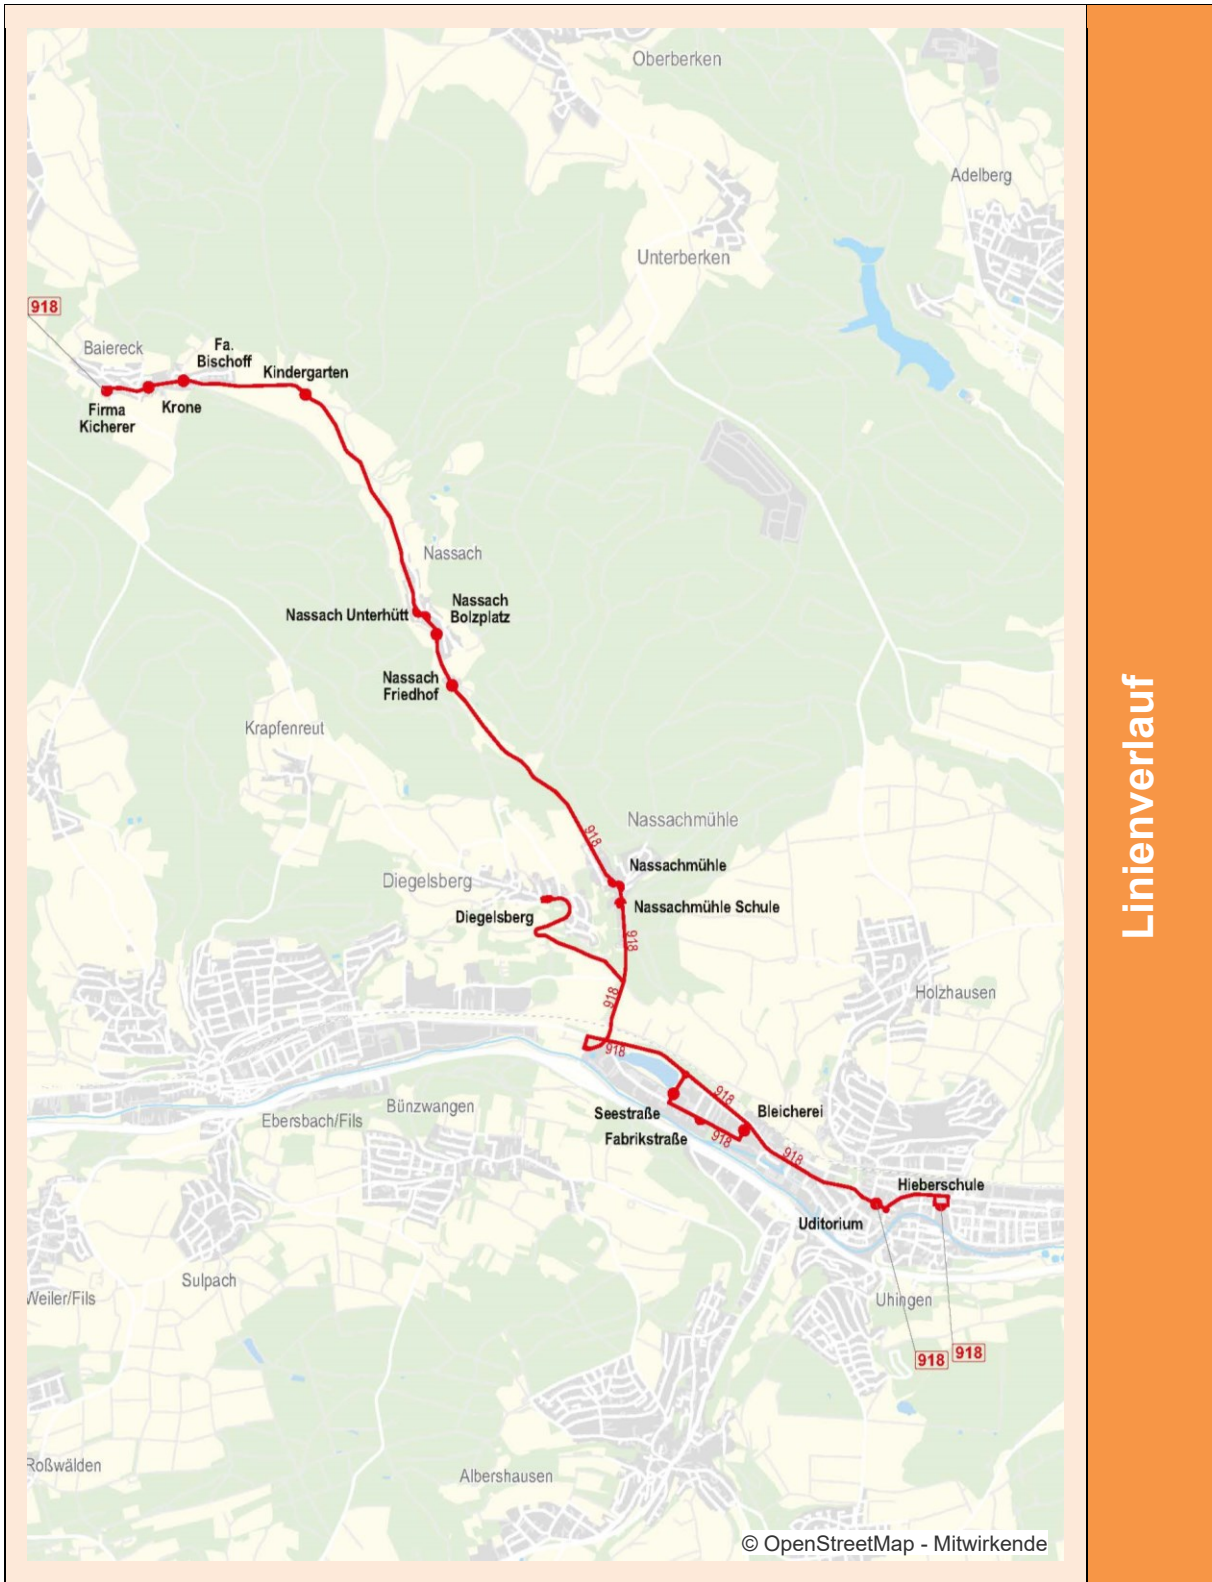 Oberberken
Adelberg
Unterberken
918
Baiereck
Fa.
Bischoff
Kindergarten
Firma
Kicherer
Krone
Nassach
Nassach Unterhütt
Nassach
Bolzplatz
Nassach
Friedhof
Krapfenreut
Linienverlauf
918
Nassachmühle
Nassachmühle
Diegelsberg
Nassachmühle Schule
Diegelsberg
918
Holzhausen
918
918
918
Seestraße
Bleicherei
Fabrikstraße
918
918
Bünzwangen
Ebersbach/Fils
Hieberschule
Uditorium
Sulpach
Weiler/Fils
Uhingen
918
918
Roßwälden
Albershausen
© OpenStreetMap - Mitwirkende